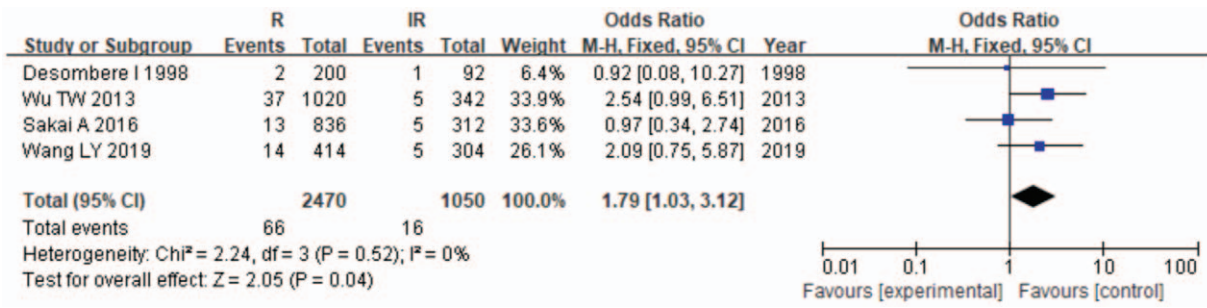 R IR Odds Ratio Odds Ratio
Study or Subgroup Events Total Events Total Weight M-H, Fixed, 95% CI Year M-H, Fixed, 95% CI
Desombere I 1998 2 200 1 92 6.4% 0.92 [0.08, 10.27] 1998
Wu TW 2013 37 1020 5 342 33.9% 2.54 [0.99, 6.51] 2013
Sakai A 2016 13 836 5 312 33.6% 0.97 [0.34, 2.74] 2016
Wang LY 2019 14 414 5 304 26.1% 2.09 [0.75, 5.87] 2019
Total (95% CI) 2470 1050 100.0% 1.79 [1.03, 3.12]
Total events 66 16
Heterogeneity: Chi² = 2.24, df = 3 (P = 0.52); I² = 0%
Test for overall effect: Z = 2.05 (P = 0.04)
0.01 0.1 1 10 100
Favours [experimental] Favours [control]